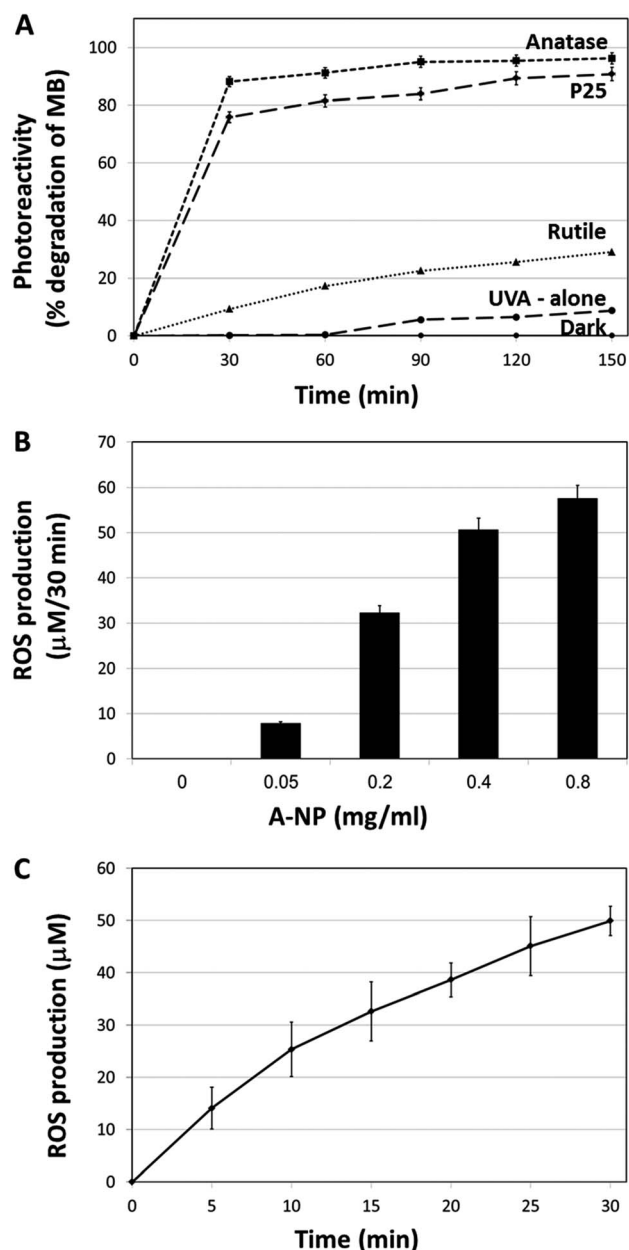 A
Photoreactivity
(% degradation of MB)
100
80
60
40
20
0
Anatase
P25
Rutile
UVA - alone
Dark
0 30 60 90 120 150
Time (min)
B
ROS production
(μM/30 min)
70
60
50
40
30
20
10
0
0 0.05 0.2 0.4 0.8
A-NP (mg/ml)
C
ROS production (μM)
60
50
40
30
20
10
0
0 5 10 15 20 25 30
Time (min)